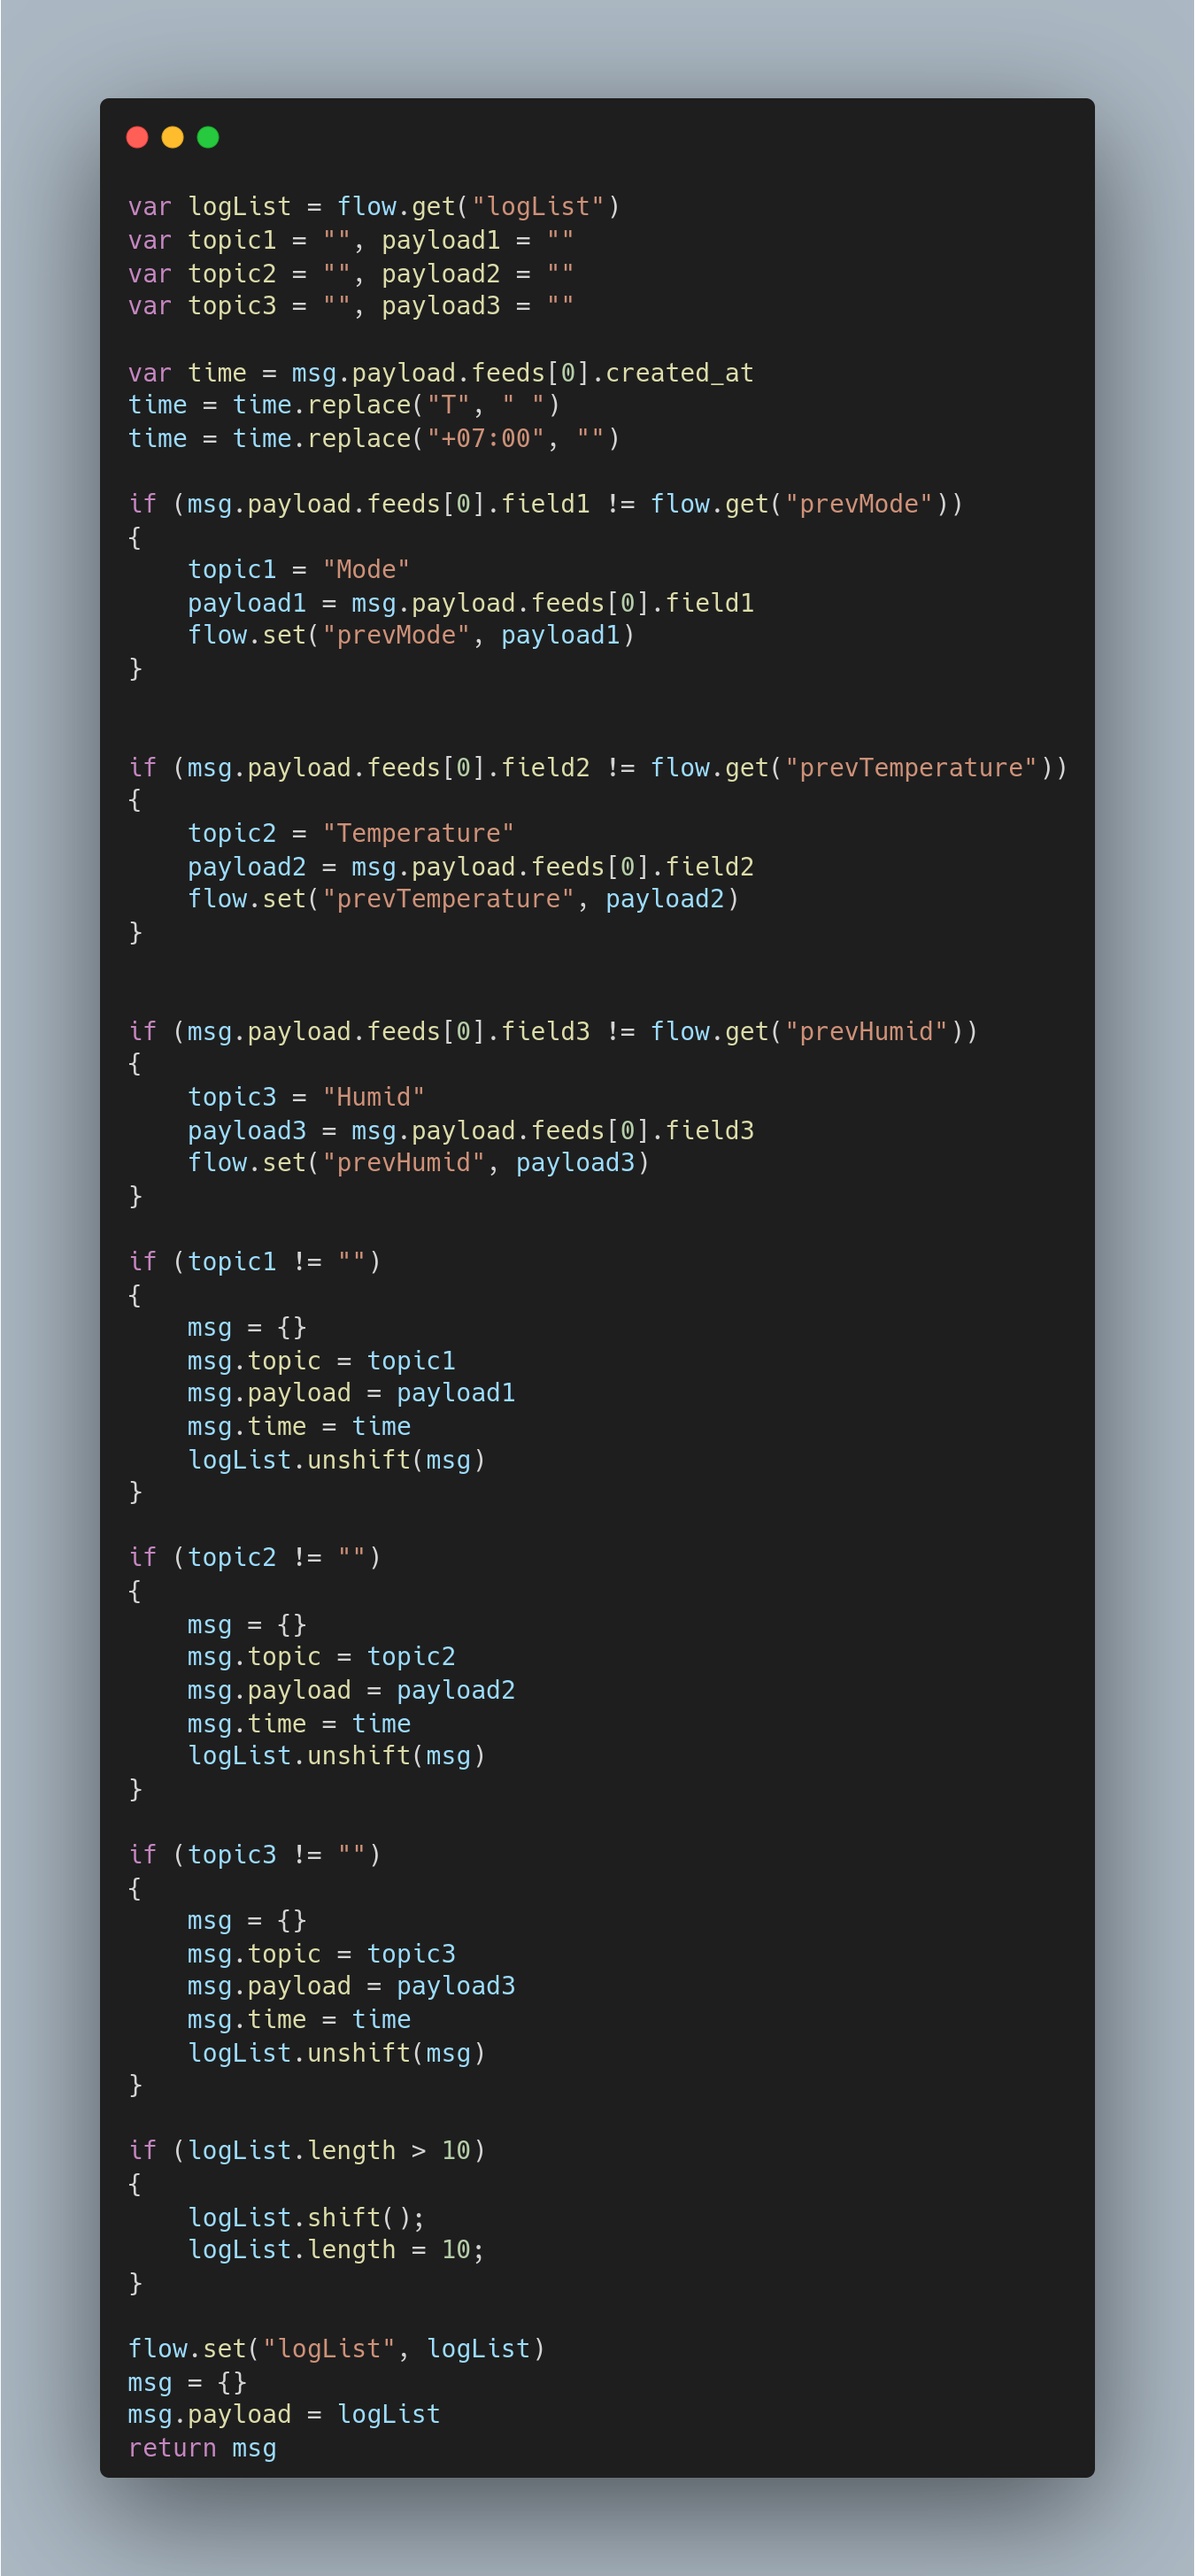 var logList = flow.get("logList")
var topic1 = "", payload1 = ""
var topic2 = "", payload2 = ""
var topic3 = "", payload3 = ""

var time = msg.payload.feeds[0].created_at
time = time.replace("T", " ")
time = time.replace("+07:00", "")

if (msg.payload.feeds[0].field1 != flow.get("prevMode"))
{
    topic1 = "Mode"
    payload1 = msg.payload.feeds[0].field1
    flow.set("prevMode", payload1)
}


if (msg.payload.feeds[0].field2 != flow.get("prevTemperature"))
{
    topic2 = "Temperature"
    payload2 = msg.payload.feeds[0].field2
    flow.set("prevTemperature", payload2)
}


if (msg.payload.feeds[0].field3 != flow.get("prevHumid"))
{
    topic3 = "Humid"
    payload3 = msg.payload.feeds[0].field3
    flow.set("prevHumid", payload3)
}

if (topic1 != "")
{
    msg = {}
    msg.topic = topic1
    msg.payload = payload1
    msg.time = time
    logList.unshift(msg)
}

if (topic2 != "")
{
    msg = {}
    msg.topic = topic2
    msg.payload = payload2
    msg.time = time
    logList.unshift(msg)
}

if (topic3 != "")
{
    msg = {}
    msg.topic = topic3
    msg.payload = payload3
    msg.time = time
    logList.unshift(msg)
}

if (logList.length > 10)
{
    logList.shift();
    logList.length = 10;
}

flow.set("logList", logList)
msg = {}
msg.payload = logList
return msg